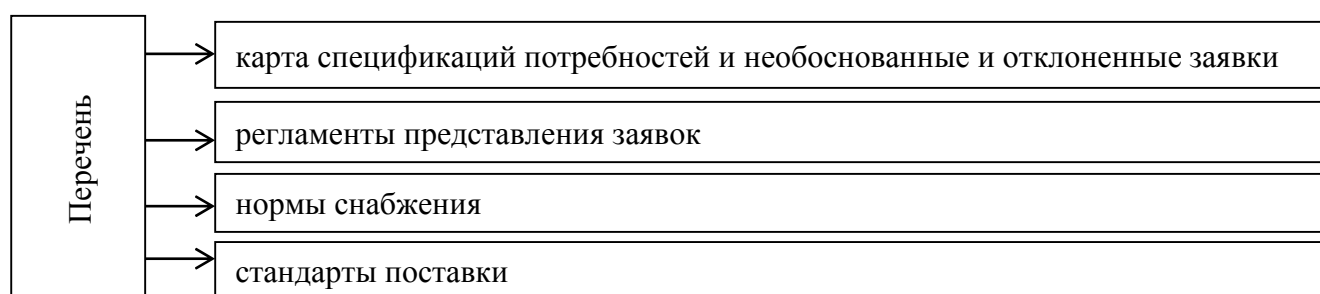 Перечень
карта спецификаций потребностей и необоснованные и отклоненные заявки
регламенты представления заявок
нормы снабжения
стандарты поставки